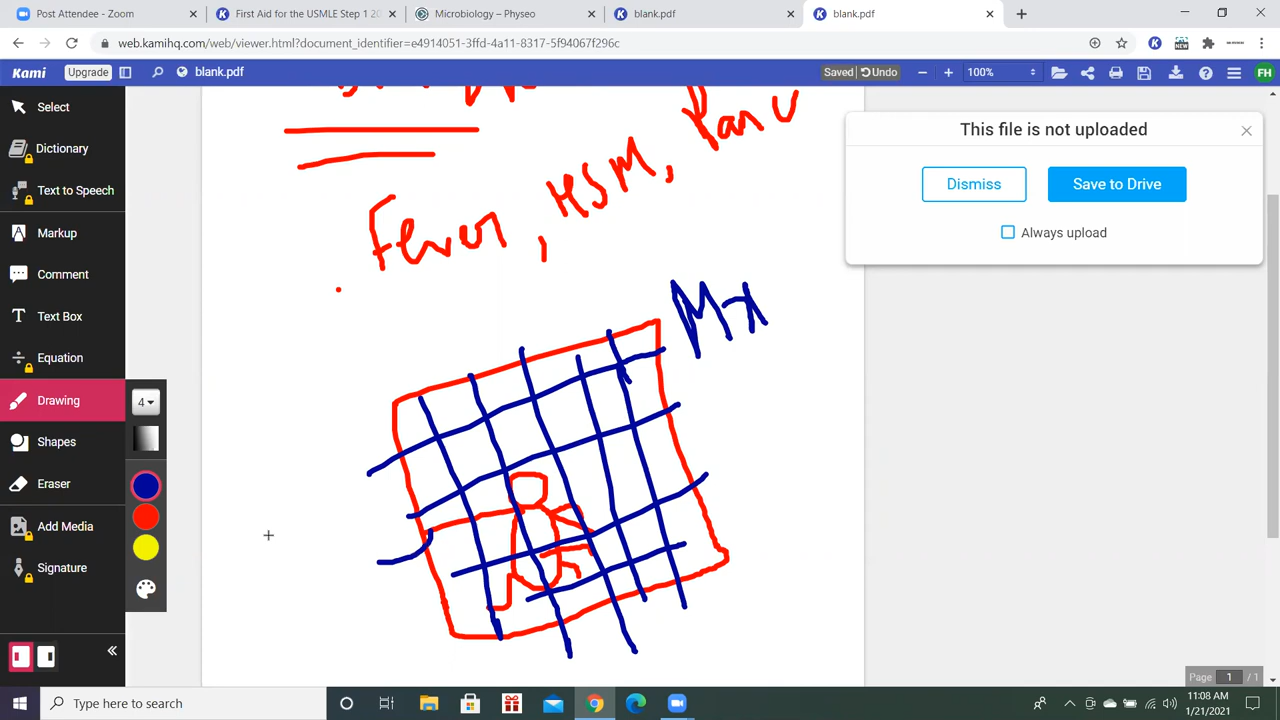 Post Attendee - Zoom
First Aid for the USMLE Step 1 20
Microbiology – Physeo
blank.pdf
blank.pdf
web.kamihq.com/web/viewer.html?document_identifier=e4914051-3ffd-4a11-8317-5f94067f296c
NEW
Kami
Upgrade
blank.pdf
Saved
Undo
100%
FH
Select
Dictionary
Text to Speech
Markup
Comment
Text Box
Equation
Drawing
Shapes
Eraser
Add Media
Signature
4
This file is not uploaded
Dismiss
Save to Drive
Always upload
Fever, HSM, Pan
Mx
Page 1 / 1
Type here to search
11:08 AM
1/21/2021